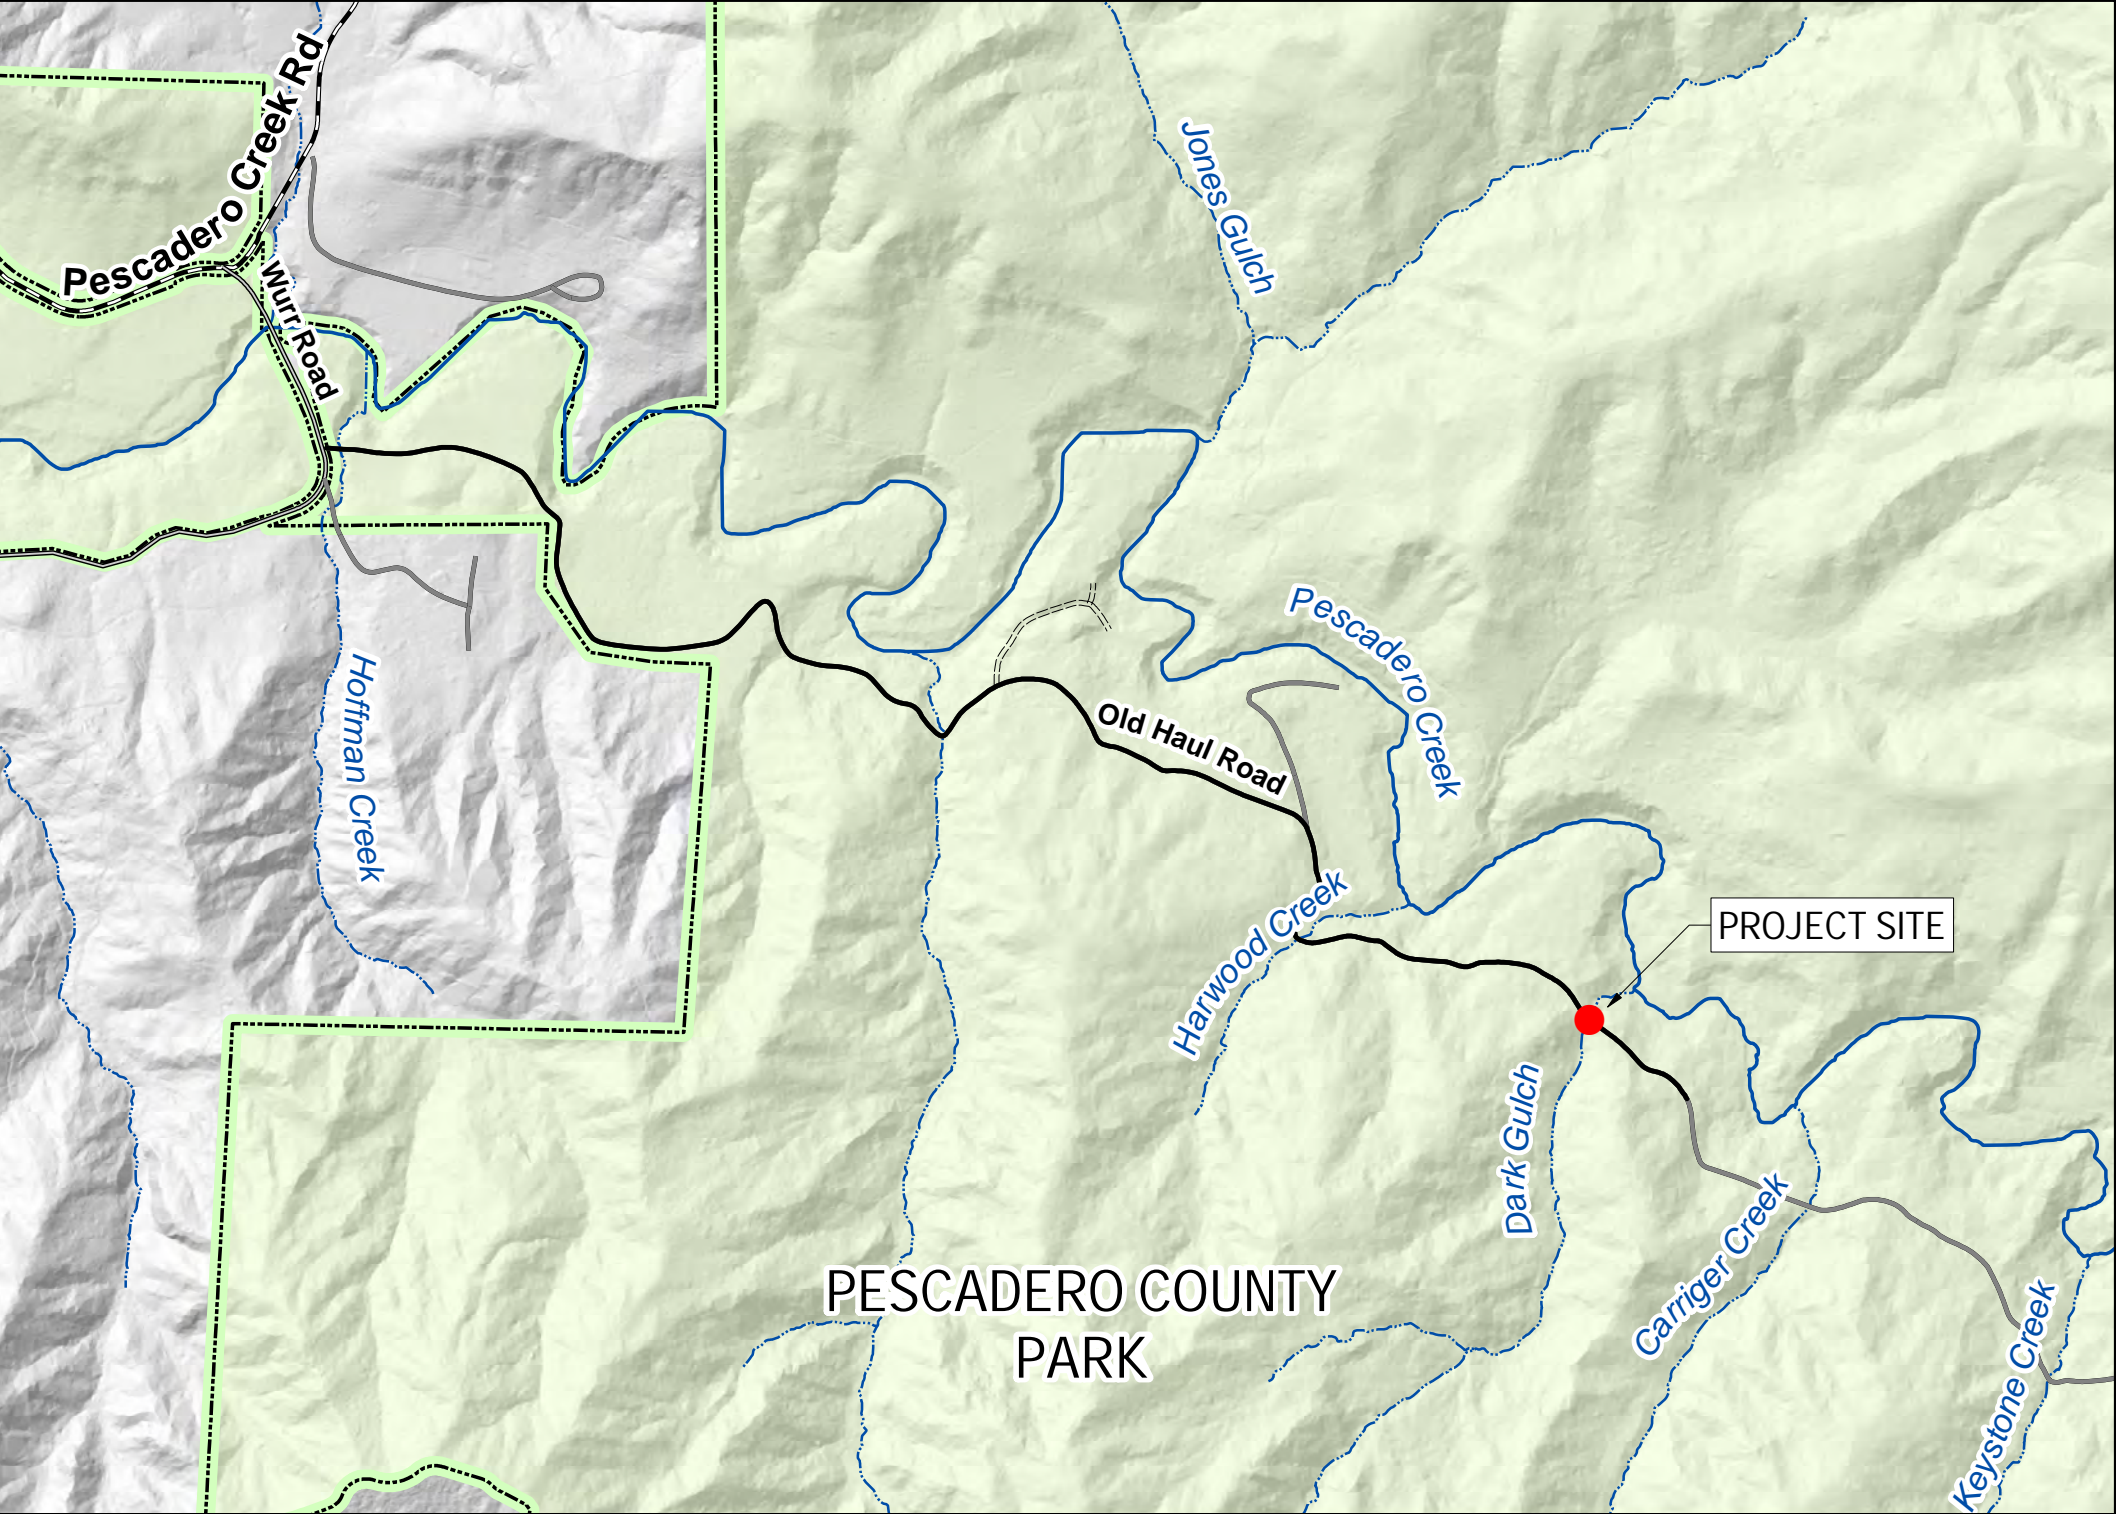 Pescadero Creek Rd
Wurr Road
Jones Gulch
Pescadero Creek
Hoffman Creek
Old Haul Road
Harwood Creek
PROJECT SITE
Dark Gulch
Carriger Creek
PESCADERO COUNTY
PARK
Keystone Creek